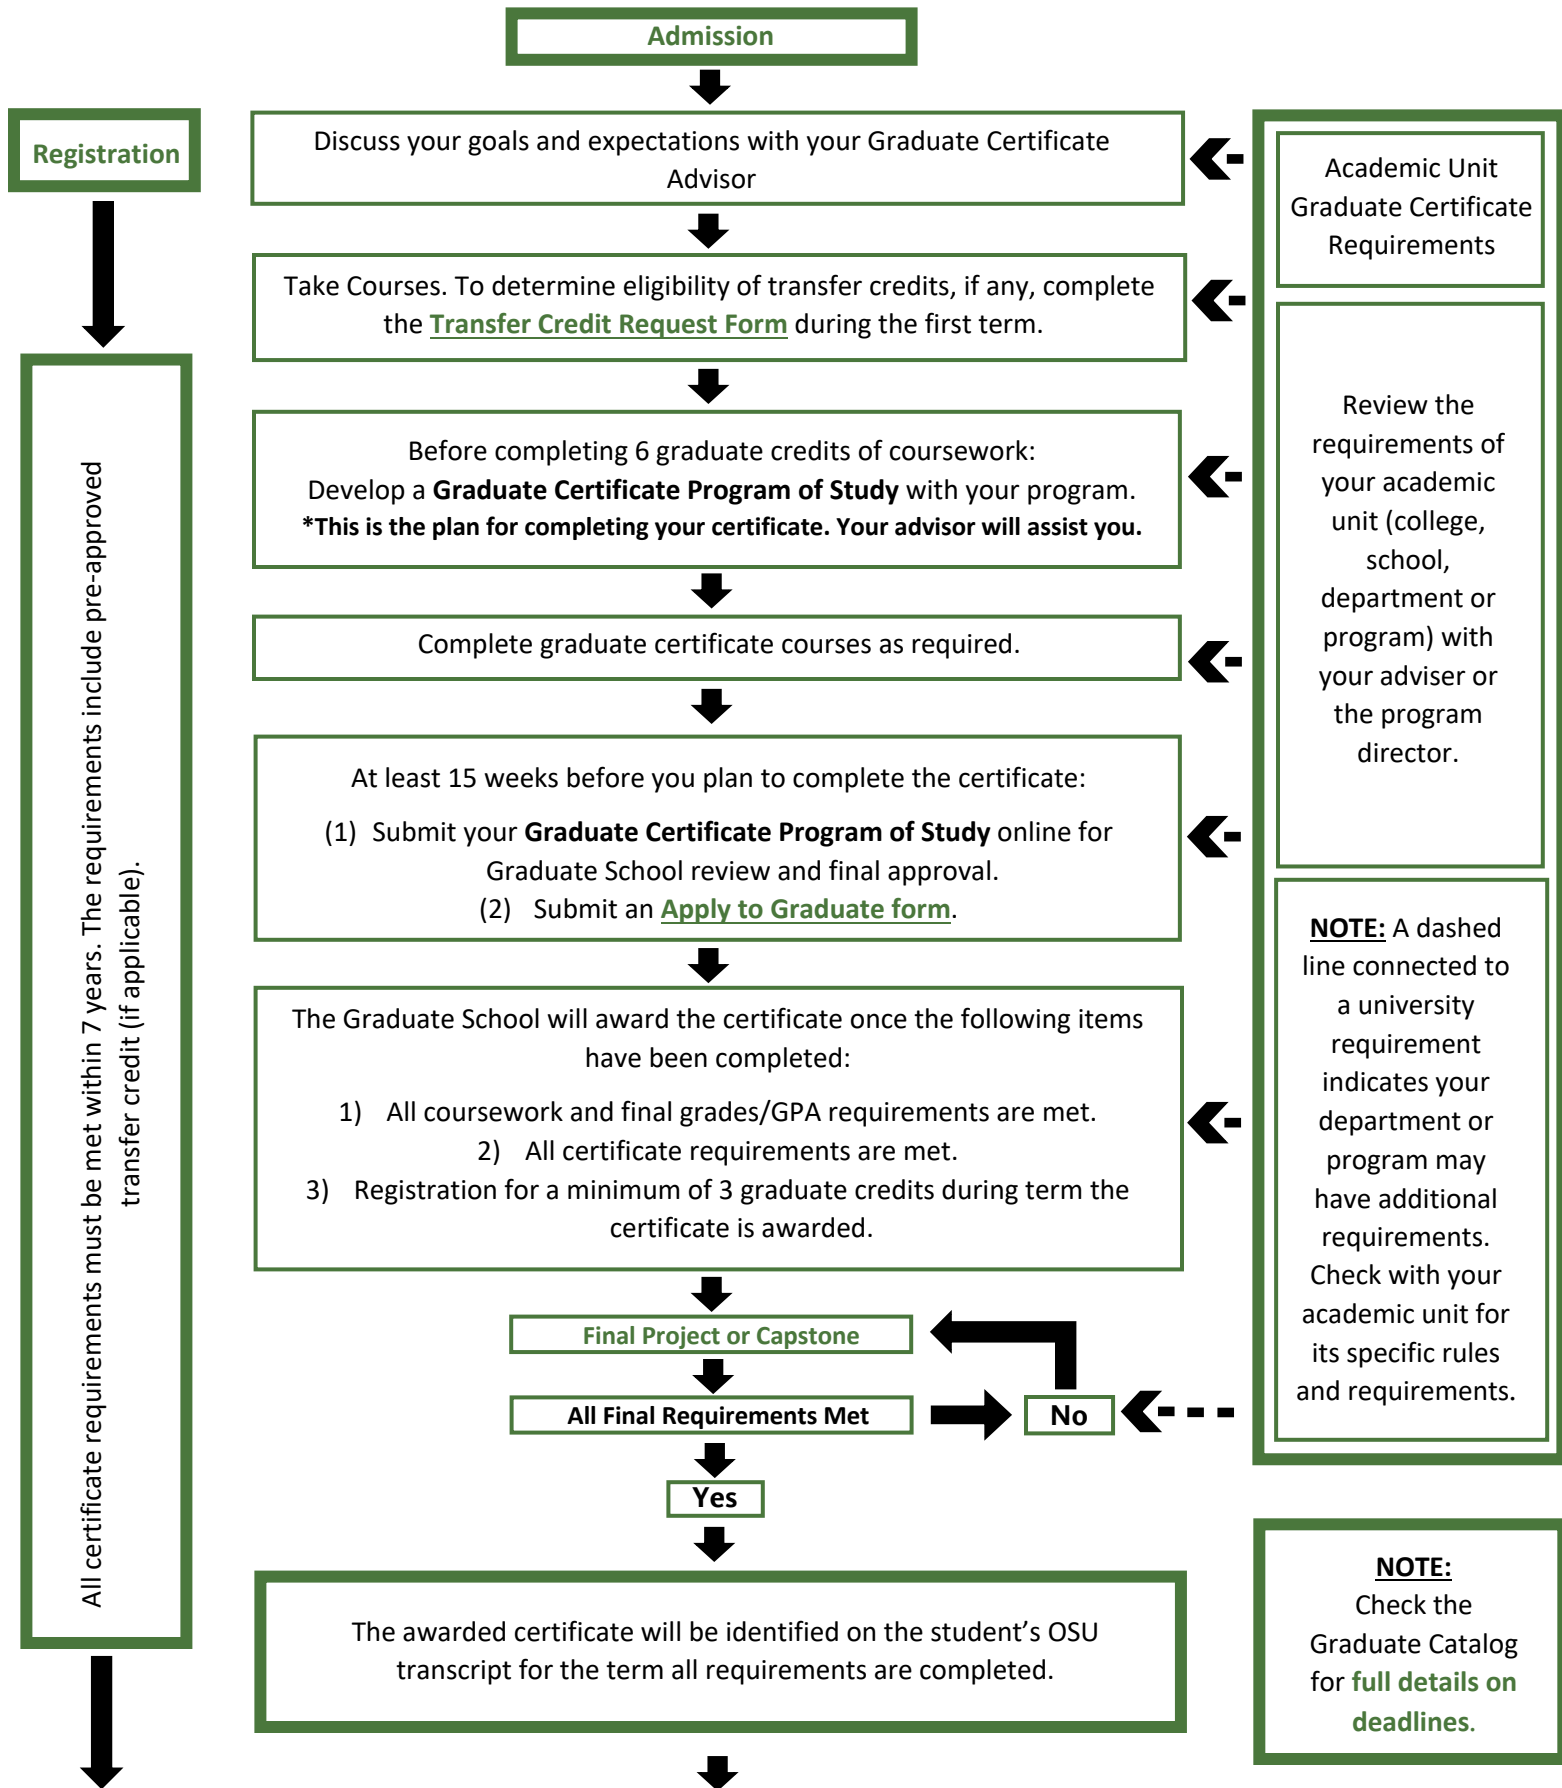 Admission
Registration
Discuss your goals and expectations with your Graduate Certificate
Advisor
Take Courses. To determine eligibility of transfer credits, if any, complete
the Transfer Credit Request Form during the first term.
Before completing 6 graduate credits of coursework:
Develop a Graduate Certificate Program of Study with your program.
*This is the plan for completing your certificate. Your advisor will assist you.
Complete graduate certificate courses as required.
At least 15 weeks before you plan to complete the certificate:
(1) Submit your Graduate Certificate Program of Study online for
Graduate School review and final approval.
(2) Submit an Apply to Graduate form.
The Graduate School will award the certificate once the following items
have been completed:
1) All coursework and final grades/GPA requirements are met.
2) All certificate requirements are met.
3) Registration for a minimum of 3 graduate credits during term the
certificate is awarded.
Final Project or Capstone
All Final Requirements Met
No
Yes
The awarded certificate will be identified on the student’s OSU
transcript for the term all requirements are completed.
All certificate requirements must be met within 7 years. The requirements include pre-approved
transfer credit (if applicable).
Academic Unit
Graduate Certificate
Requirements
Review the
requirements of
your academic
unit (college,
school,
department or
program) with
your adviser or
the program
director.
NOTE: A dashed
line connected to
a university
requirement
indicates your
department or
program may
have additional
requirements.
Check with your
academic unit for
its specific rules
and requirements.
NOTE:
Check the
Graduate Catalog
for full details on
deadlines.